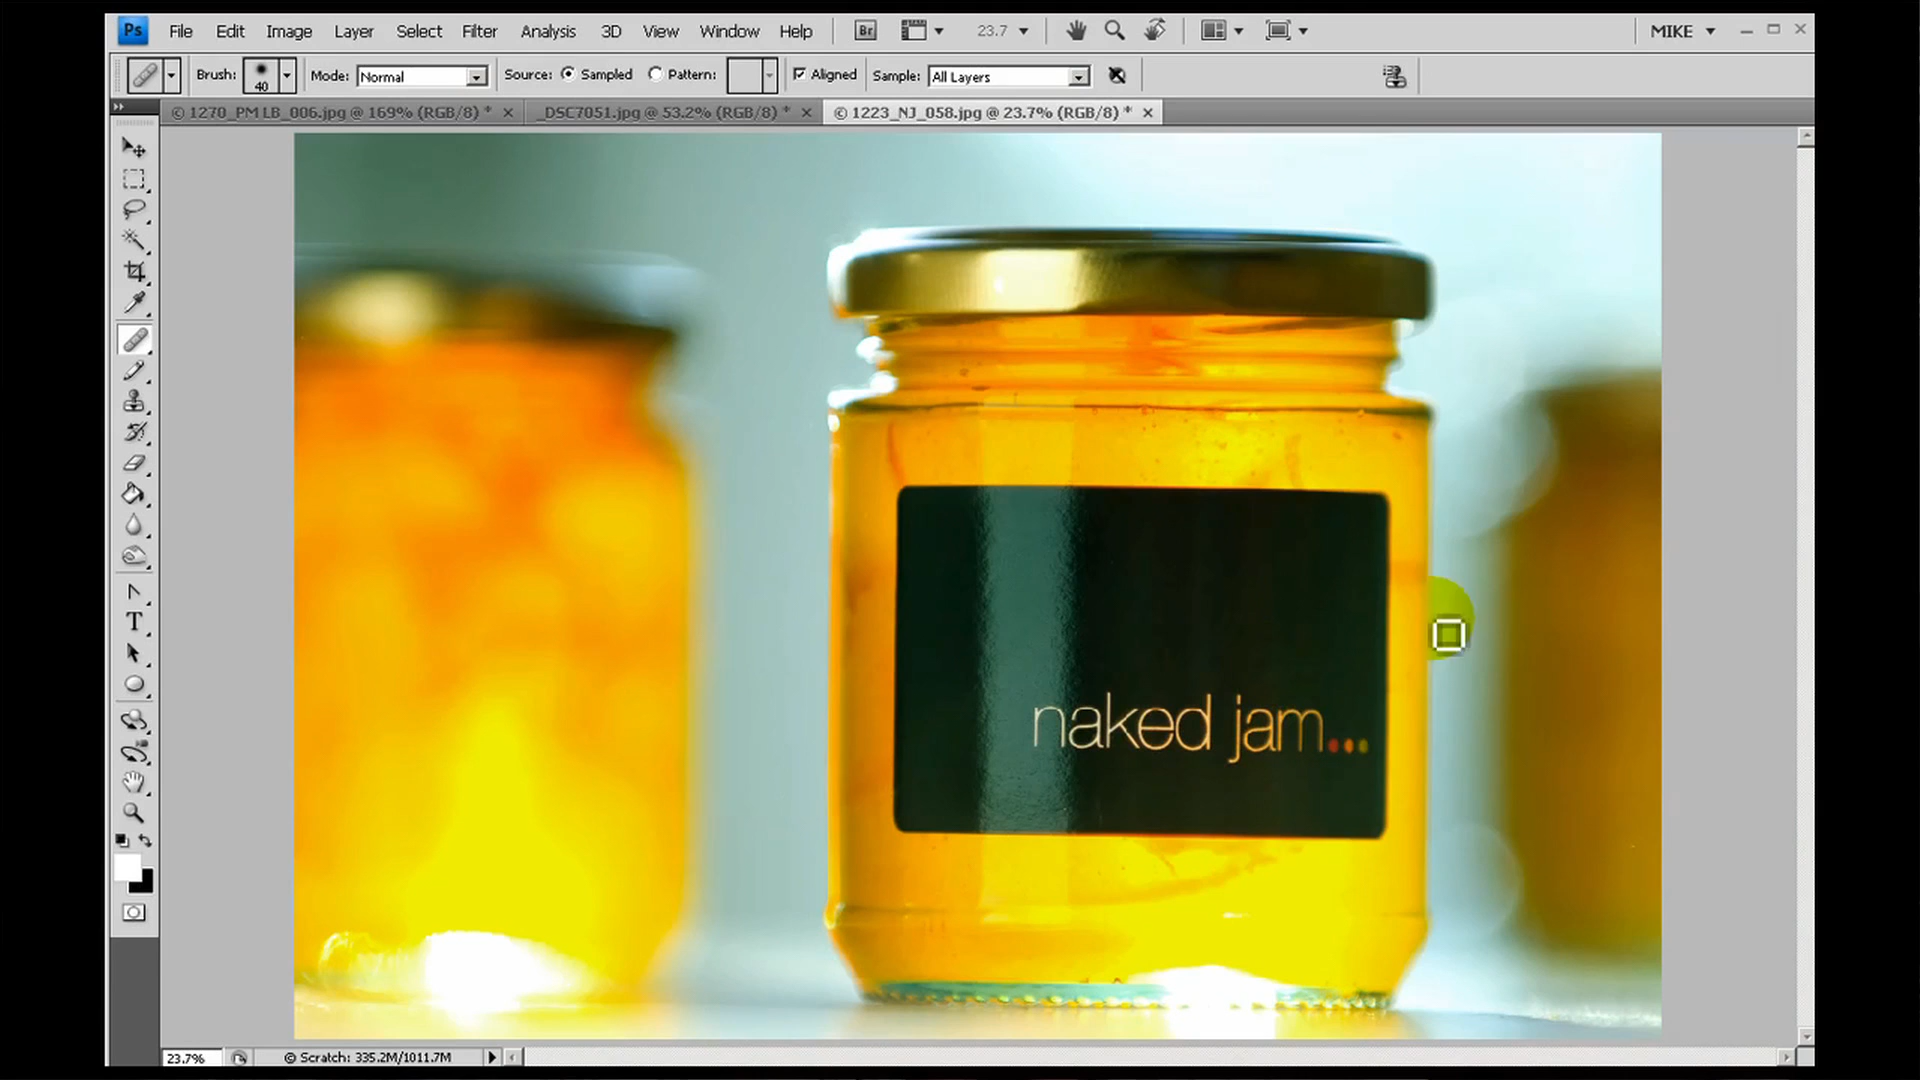 Ps File Edit Image Layer Select Filter Analysis 3D View Window Help Br 23.7 MIKE
Brush: 40 Mode: Normal Source: Sampled Pattern: Aligned Sample: All Layers
© 1270_PM LB_006.jpg @ 169% (RGB/8) * _DSC7051.jpg @ 53.2% (RGB/8) * © 1223_NJ_058.jpg @ 23.7% (RGB/8) *
naked jam...
23.7% © Scratch: 335.2M/1011.7M